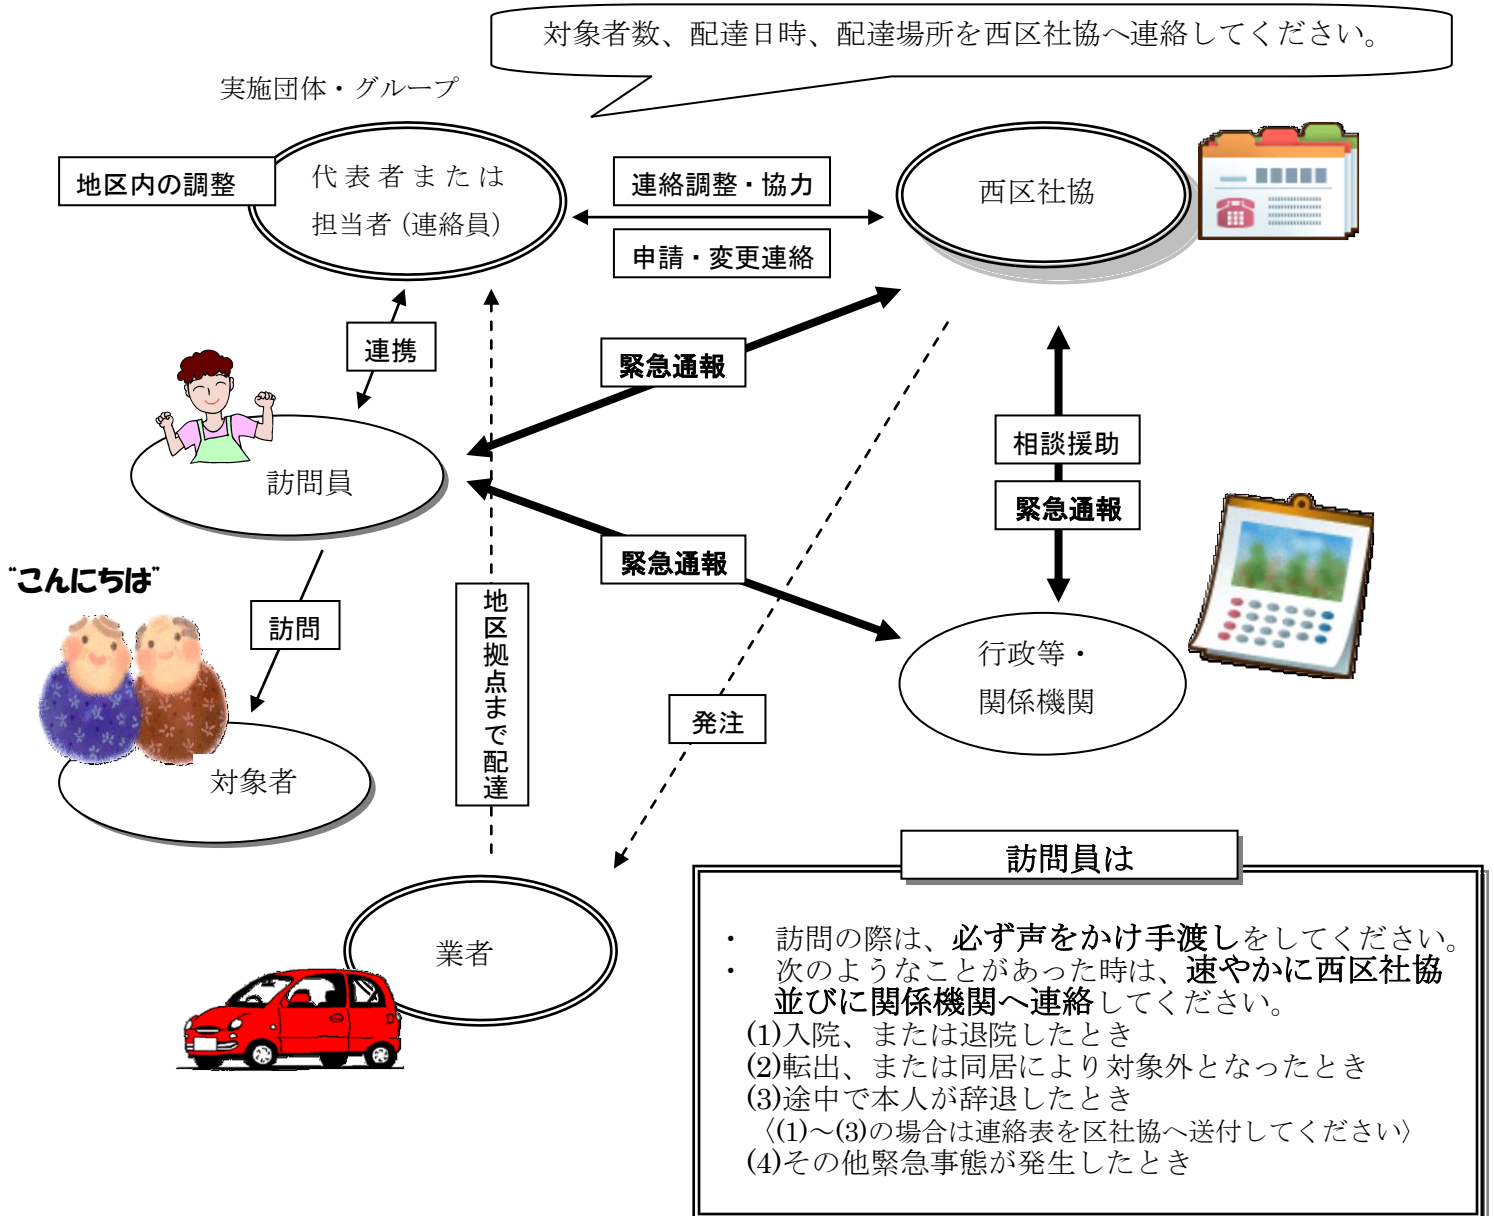 対象者数、配達日時、配達場所を西区社協へ連絡してください。
実施団体・グループ
地区内の調整
代表者または
担当者（連絡員）
連絡調整・協力
申請・変更連絡
西区社協
連携
緊急通報
相談援助
緊急通報
訪問員
緊急通報
"こんにちは"
訪問
地区拠点まで配達
発注
行政等・
関係機関
対象者
業者
訪問員は
・　訪問の際は、必ず声をかけ手渡しをしてください。
・　次のようなことがあった時は、速やかに西区社協
並びに関係機関へ連絡してください。
(1)入院、または退院したとき
(2)転出、または同居により対象外となったとき
(3)途中で本人が辞退したとき
〈(1)～(3)の場合は連絡表を区社協へ送付してください〉
(4)その他緊急事態が発生したとき